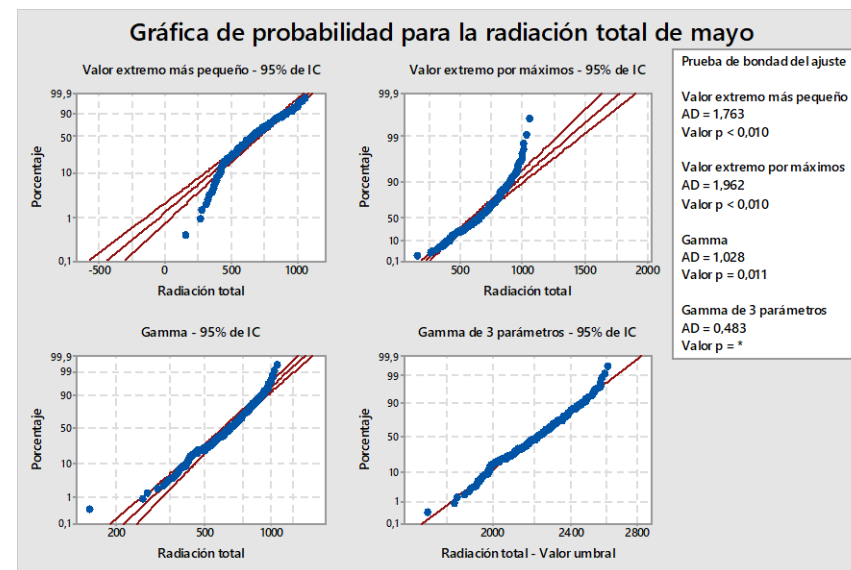 Gráfica de probabilidad para la radiación total de mayo
Valor extremo más pequeño - 95% de IC
99,9
90
50
10
1
0,1
Porcentaje
-500
0
500
1000
Radiación total
Valor extremo por máximos - 95% de IC
99,9
99
90
50
10
0,1
Porcentaje
500
1000
1500
2000
Radiación total
Gamma - 95% de IC
99,9
99
90
50
10
1
0,1
Porcentaje
200
500
1000
Radiación total
Gamma de 3 parámetros - 95% de IC
99,9
99
90
50
10
1
0,1
Porcentaje
2000
2400
2800
Radiación total - Valor umbral
Prueba de bondad del ajuste
Valor extremo más pequeño
AD = 1,763
Valor p < 0,010
Valor extremo por máximos
AD = 1,962
Valor p < 0,010
Gamma
AD = 1,028
Valor p = 0,011
Gamma de 3 parámetros
AD = 0,483
Valor p = *